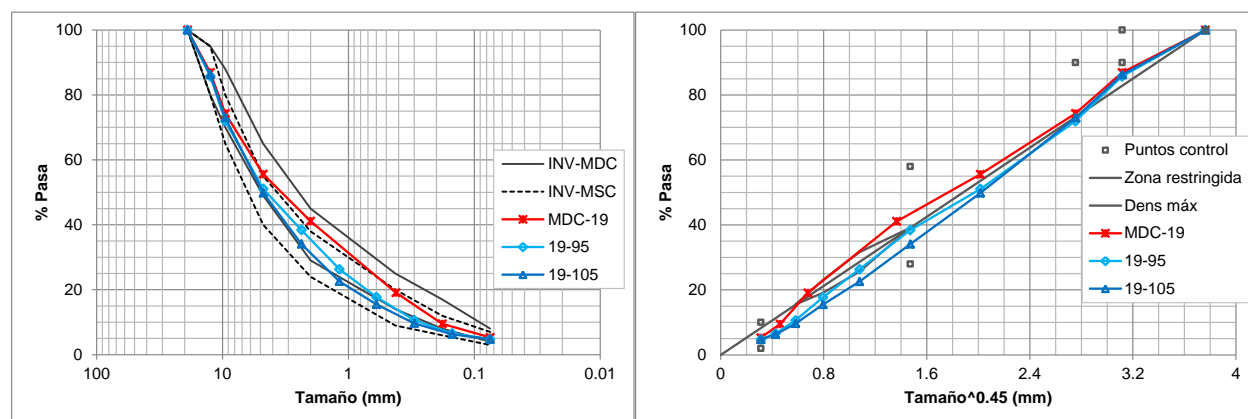 100
80
60
40
20
0
% Pasa
100
10
1
0.1
0.01
Tamaño (mm)
INV-MDC
INV-MSC
MDC-19
19-95
19-105
100
80
60
40
20
0
% Pasa
0
0.8
1.6
2.4
3.2
4
Tamaño^0.45 (mm)
Puntos control
Zona restringida
Dens máx
MDC-19
19-95
19-105